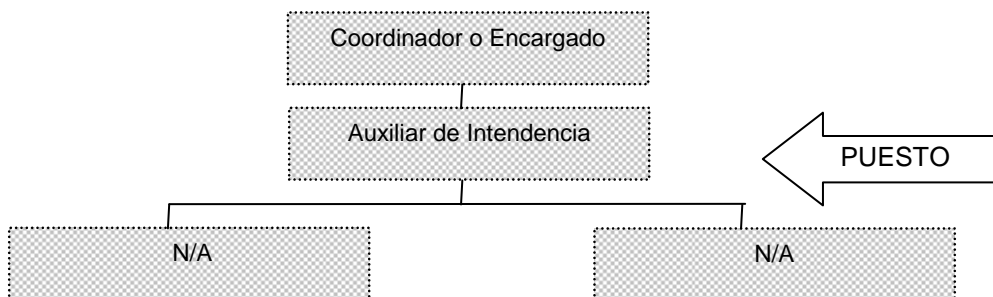 Coordinador o Encargado
Auxiliar de Intendencia
PUESTO
N/A
N/A